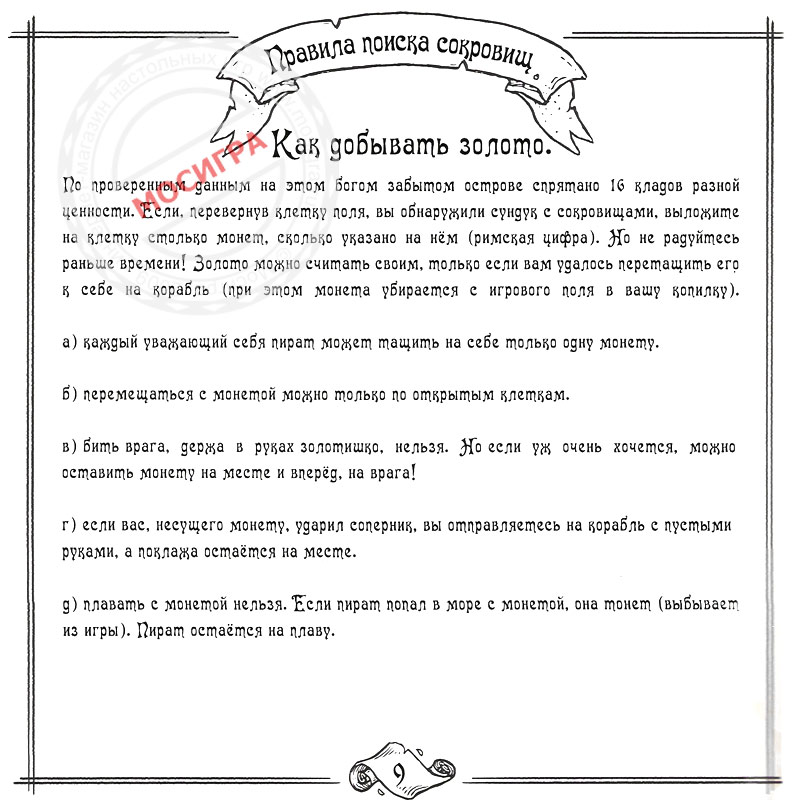 Правила поиска сокровищ.
Как добывать золото.
По проверенным данным на этом богом забытом острове спрятано 16 кладов разной
ценности. Если, перевернув клетку поля, вы обнаружили сундук с сокровищами, выложите
на клетку столько монет, сколько указано на нём (римская цифра). Но не радуйтесь
раньше времени! Золото можно считать своим, только если вам удалось перетащить его
к себе на корабль (при этом монета убирается с игрового поля в вашу копилку).
а) каждый уважающий себя пират может тащить на себе только одну монету.
б) перемещаться с монетой можно только по открытым клеткам.
в) бить врага, держа в руках золотишко, нельзя. Но если уж очень хочется, можно
оставить монету на месте и вперёд, на врага!
г) если вас, несущего монету, ударил соперник, вы отправляетесь на корабль с пустыми
руками, а поклажа остаётся на месте.
д) плавать с монетой нельзя. Если пират попал в море с монетой, она тонет (выбывает
из игры). Пират остаётся на плаву.
9
МОСИГРА
магазин настольных игр